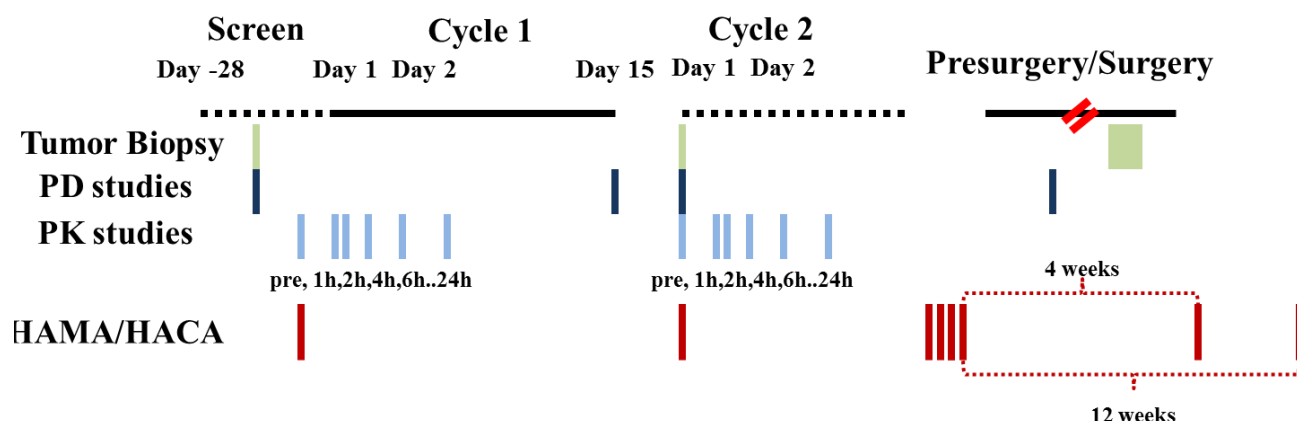 Screen Cycle 1 Cycle 2
Day -28 Day 1 Day 2 Day 15 Day 1 Day 2 Presurgery/Surgery
Tumor Biopsy
PD studies
PK studies
pre, 1h,2h,4h,6h..24h pre, 1h,2h,4h,6h..24h 4 weeks
HAMA/HACA
12 weeks